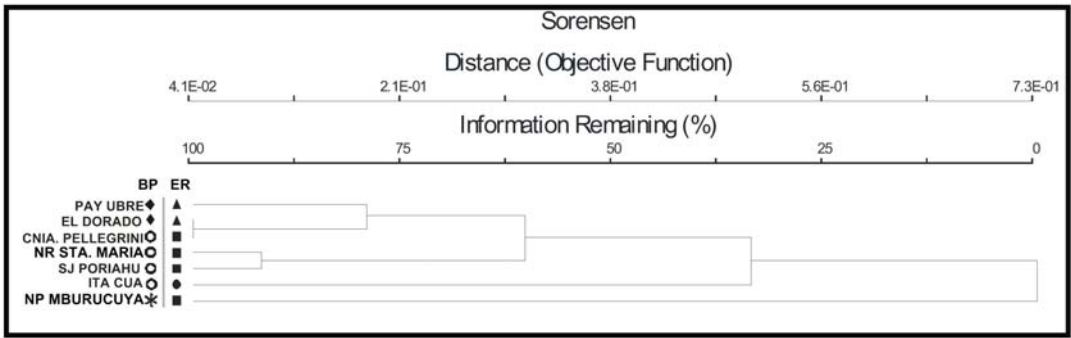 Sorensen
Distance (Objective Function)
4.1E-02 2.1E-01 3.8E-01 5.6E-01 7.3E-01
Information Remaining (%)
100 75 50 25 0
BP ER
PAY UBRE
EL DORADO
CNIA. PELLEGRINI
NR STA. MARIA
SJ PORIAHU
ITA CUA
NP MBURUCUYA